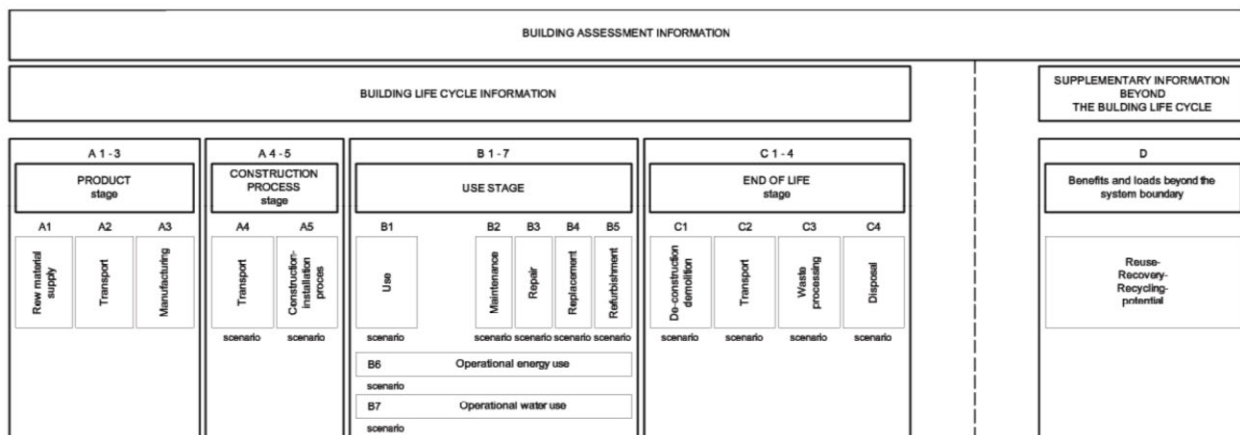 BUILDING ASSESSMENT INFORMATION
BUILDING LIFE CYCLE INFORMATION
SUPPLEMENTARY INFORMATION
BEYOND
THE BULDING LIFE CYCLE
A 1 - 3
PRODUCT
stage
A1
Rew material
supply
A2
Transport
A3
Manufacturing
A 4 - 5
CONSTRUCTION
PROCESS
stage
A4
Transport
scenario
A5
Construction-
installation
proces
scenario
B 1 - 7
USE STAGE
B1
Use
scenario
B2
Maintenance
scenario
B3
Repair
scenario
B4
Replacement
scenario
B5
Refurbishment
scenario
B6
Operational energy use
scenario
B7
Operational water use
scenario
C 1 - 4
END OF LIFE
stage
C1
De-construction
demolition
scenario
C2
Transport
scenario
C3
Waste
processing
scenario
C4
Disposal
scenario
D
Benefits and loads beyond the
system boundary
Reuse-
Recovery-
Recycling-
potential